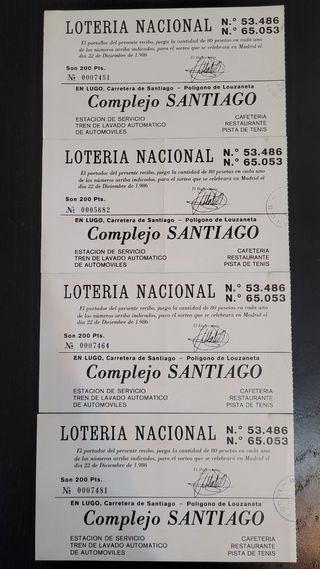 LOTERIA NACIONAL N.° 53.486
N.° 65.053
El portador del presente recibo, juega la cantidad de 80 pesetas en cada uno
de los números arriba indicados, para el sorteo que se celebrará en Madrid el
día 22 de Diciembre de 1.986
Son 200 Pts.
Nº 0007451
EN LUGO, Carretera de Santiago - Polígono de Louzaneta
Complejo SANTIAGO
ESTACION DE SERVICIO CAFETERIA
TREN DE LAVADO AUTOMATICO RESTAURANTE
DE AUTOMOVILES PISTA DE TENIS
LOTERIA NACIONAL N.° 53.486
N.° 65.053
El portador del presente recibo, juega la cantidad de 80 pesetas en cada uno
de los números arriba indicados, para el sorteo que se celebrará en Madrid el
día 22 de Diciembre de 1.986
Son 200 Pts.
Nº 0005682
EN LUGO, Carretera de Santiago - Polígono de Louzaneta
Complejo SANTIAGO
ESTACION DE SERVICIO CAFETERIA
TREN DE LAVADO AUTOMATICO RESTAURANTE
DE AUTOMOVILES PISTA DE TENIS
LOTERIA NACIONAL N.° 53.486
N.° 65.053
El portador del presente recibo, juega la cantidad de 80 pesetas en cada uno
de los números arriba indicados, para el sorteo que se celebrará en Madrid el
día 22 de Diciembre de 1.986
Son 200 Pts.
Nº 0007464
EN LUGO, Carretera de Santiago - Polígono de Louzaneta
Complejo SANTIAGO
ESTACION DE SERVICIO CAFETERIA
TREN DE LAVADO AUTOMATICO RESTAURANTE
DE AUTOMOVILES PISTA DE TENIS
LOTERIA NACIONAL N.° 53.486
N.° 65.053
El portador del presente recibo, juega la cantidad de 80 pesetas en cada uno
de los números arriba indicados, para el sorteo que se celebrará en Madrid el
día 22 de Diciembre de 1.986
Son 200 Pts.
Nº 0007481
EN LUGO, Carretera de Santiago - Polígono de Louzaneta
Complejo SANTIAGO
ESTACION DE SERVICIO CAFETERIA
TREN DE LAVADO AUTOMATICO RESTAURANTE
DE AUTOMOVILES PISTA DE TENIS